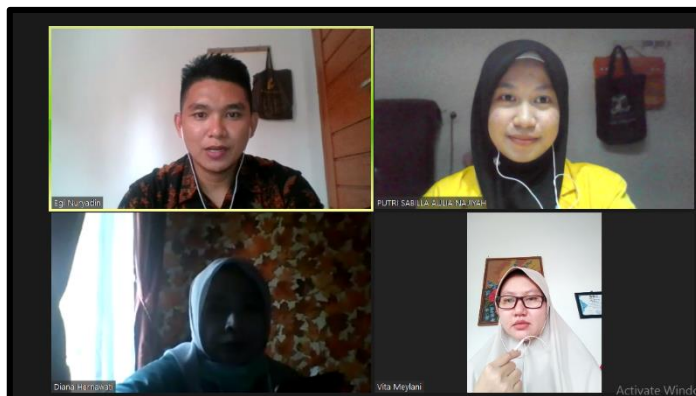 Egi Nuryadin
PUTRI SABILLA AULIA NAJIYAH
Diana Hernawati
Vita Meylani
Activate Windo